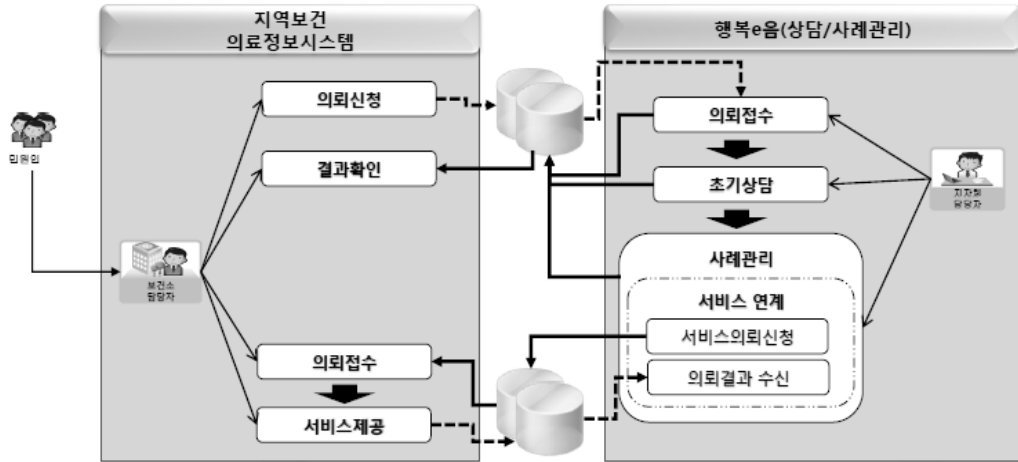 지역보건
의료정보시스템
행복e음(상담/사례관리)
의뢰신청
의뢰접수
민원인
결과확인
초기상담
지자체
담당자
사례관리
보건소
담당자
서비스 연계
서비스의뢰신청
의뢰접수
의뢰결과 수신
서비스제공